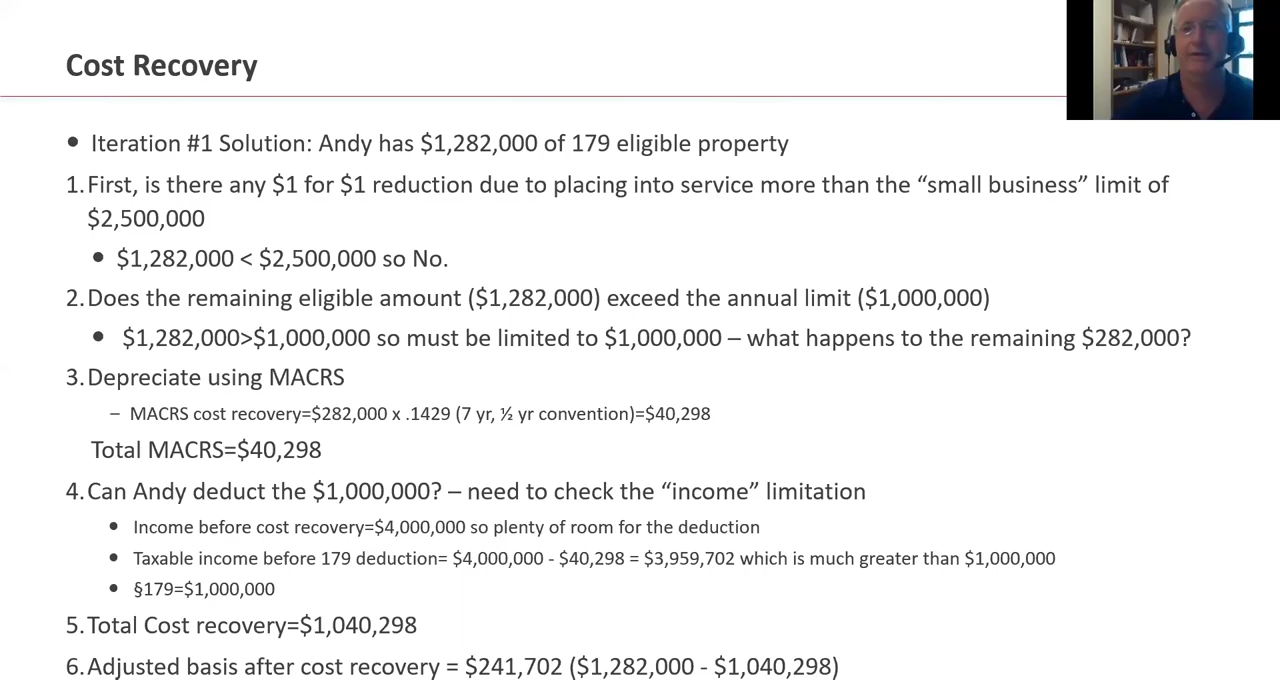 Cost Recovery
• Iteration #1 Solution: Andy has $1,282,000 of 179 eligible property
1. First, is there any $1 for $1 reduction due to placing into service more than the “small business” limit of
$2,500,000
• $1,282,000 < $2,500,000 so No.
2. Does the remaining eligible amount ($1,282,000) exceed the annual limit ($1,000,000)
• $1,282,000>$1,000,000 so must be limited to $1,000,000 – what happens to the remaining $282,000?
3. Depreciate using MACRS
– MACRS cost recovery=$282,000 x .1429 (7 yr, ½ yr convention)=$40,298
Total MACRS=$40,298
4. Can Andy deduct the $1,000,000? – need to check the “income” limitation
• Income before cost recovery=$4,000,000 so plenty of room for the deduction
• Taxable income before 179 deduction= $4,000,000 - $40,298 = $3,959,702 which is much greater than $1,000,000
• §179=$1,000,000
5. Total Cost recovery=$1,040,298
6. Adjusted basis after cost recovery = $241,702 ($1,282,000 - $1,040,298)